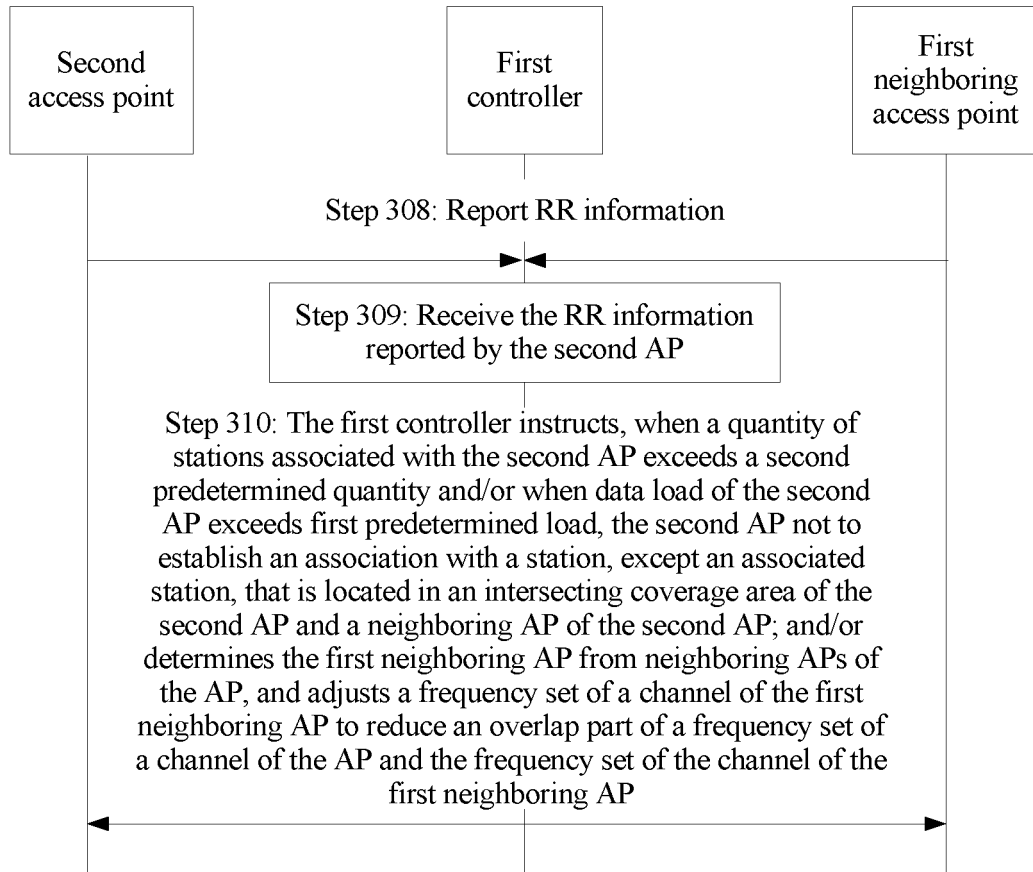 Second
access point
First
controller
First
neighboring
access point
Step 308: Report RR information
Step 309: Receive the RR information
reported by the second AP
Step 310: The first controller instructs, when a quantity of
stations associated with the second AP exceeds a second
predetermined quantity and/or when data load of the second
AP exceeds first predetermined load, the second AP not to
establish an association with a station, except an associated
station, that is located in an intersecting coverage area of the
second AP and a neighboring AP of the second AP; and/or
determines the first neighboring AP from neighboring APs of
the AP, and adjusts a frequency set of a channel of the first
neighboring AP to reduce an overlap part of a frequency set of
a channel of the AP and the frequency set of the channel of the
first neighboring AP